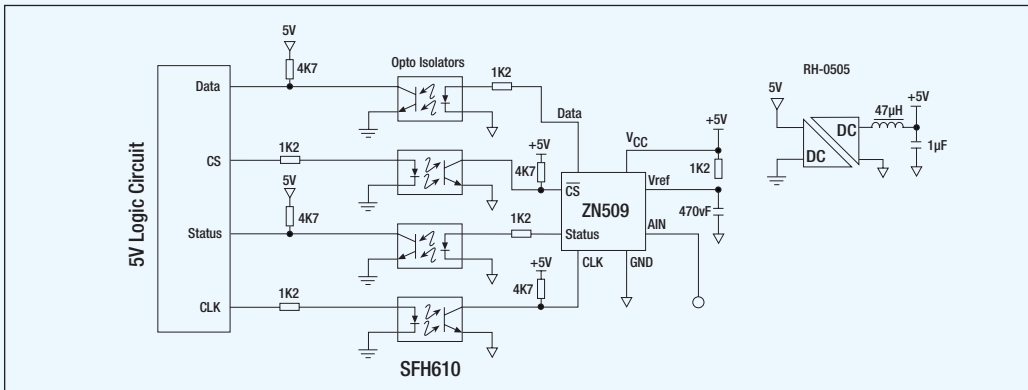 5V
4K7
Opto Isolators
1K2
Data
Data
RH-0505
5V
DC
DC
47μH
+5V
1μF
5V Logic Circuit
CS
1K2
5V
4K7
+5V
4K7
CS
VCC
+5V
1K2
Vref
470vF
ZN509
AIN
Status
1K2
Status
CLK
GND
+5V
4K7
CLK
1K2
SFH610